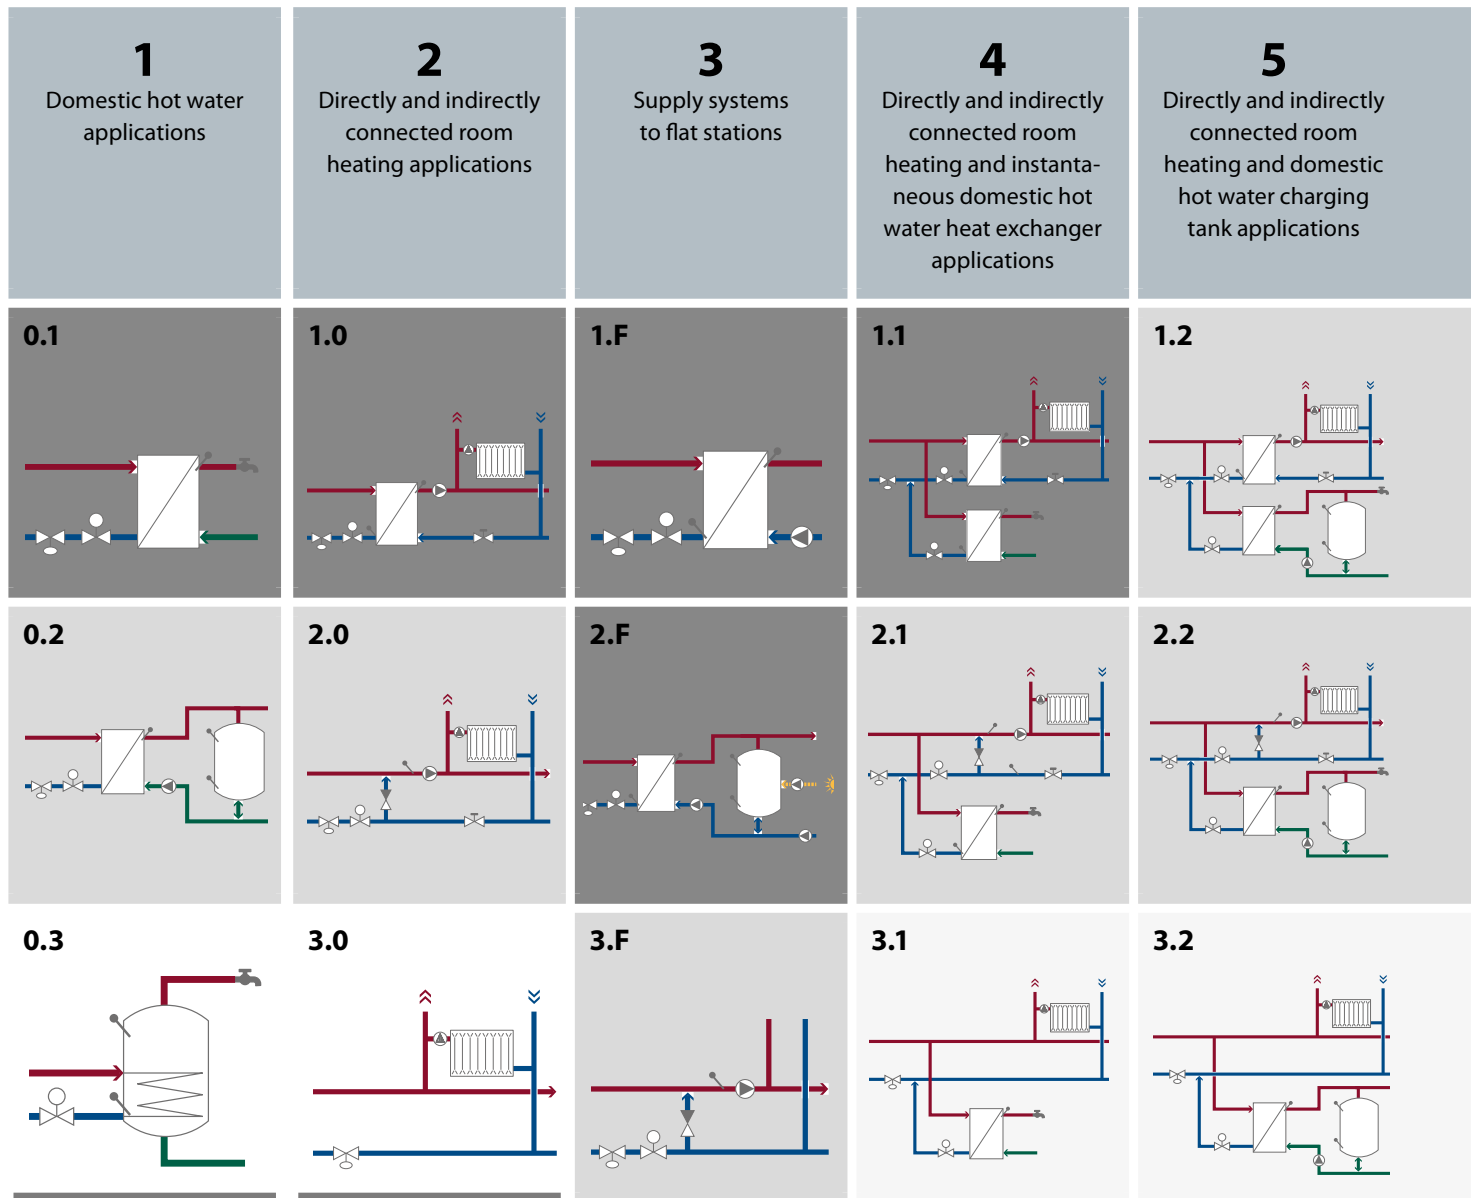 1
Domestic hot water
applications
2
Directly and indirectly
connected room
heating applications
3
Supply systems
to flat stations
4
Directly and indirectly
connected room
heating and instanta-
neous domestic hot
water heat exchanger
applications
5
Directly and indirectly
connected room
heating and domestic
hot water charging
tank applications
0.1
1.0
1.F
1.1
1.2
0.2
2.0
2.F
2.1
2.2
0.3
3.0
3.F
3.1
3.2